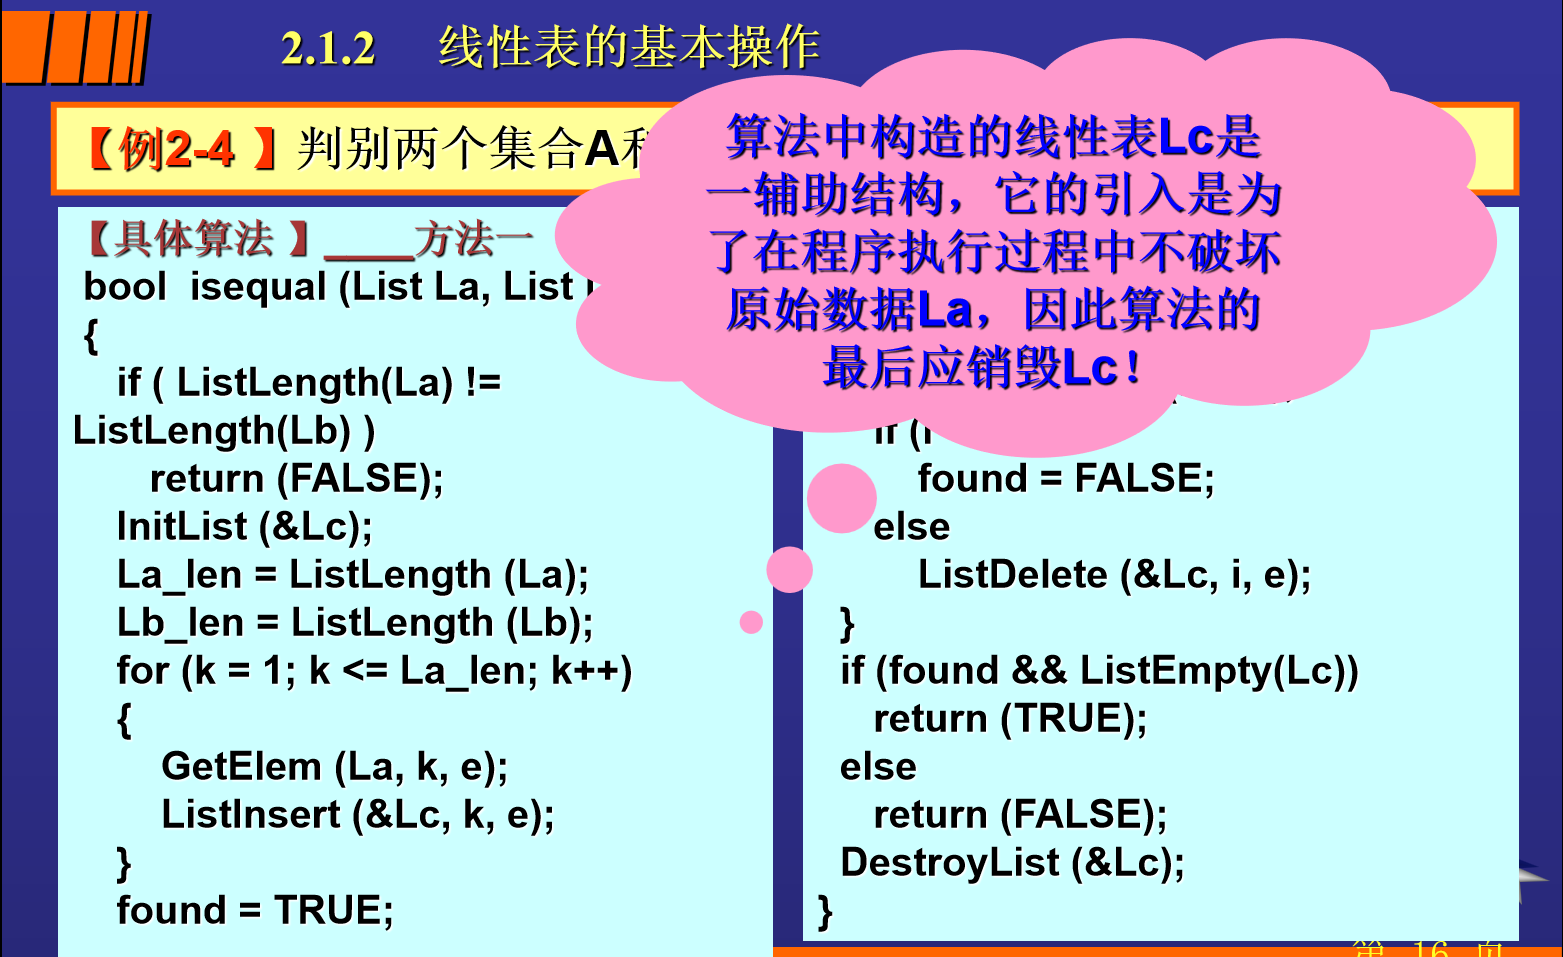 2.1.2 线性表的基本操作
【例2-4 】判别两个集合A
算法中构造的线性表Lc是
一辅助结构，它的引入是为
了在程序执行过程中不破坏
原始数据La，因此算法的
最后应销毁Lc！
【具体算法 】____方法一
bool isequal (List La, List
{
if ( ListLength(La) !=
ListLength(Lb) )
return (FALSE);
InitList (&Lc);
La_len = ListLength (La);
Lb_len = ListLength (Lb);
for (k = 1; k <= La_len; k++)
{
GetElem (La, k, e);
ListInsert (&Lc, k, e);
}
found = TRUE;
if (
found = FALSE;
else
ListDelete (&Lc, i, e);
}
if (found && ListEmpty(Lc))
return (TRUE);
else
return (FALSE);
DestroyList (&Lc);
}
第 16 页